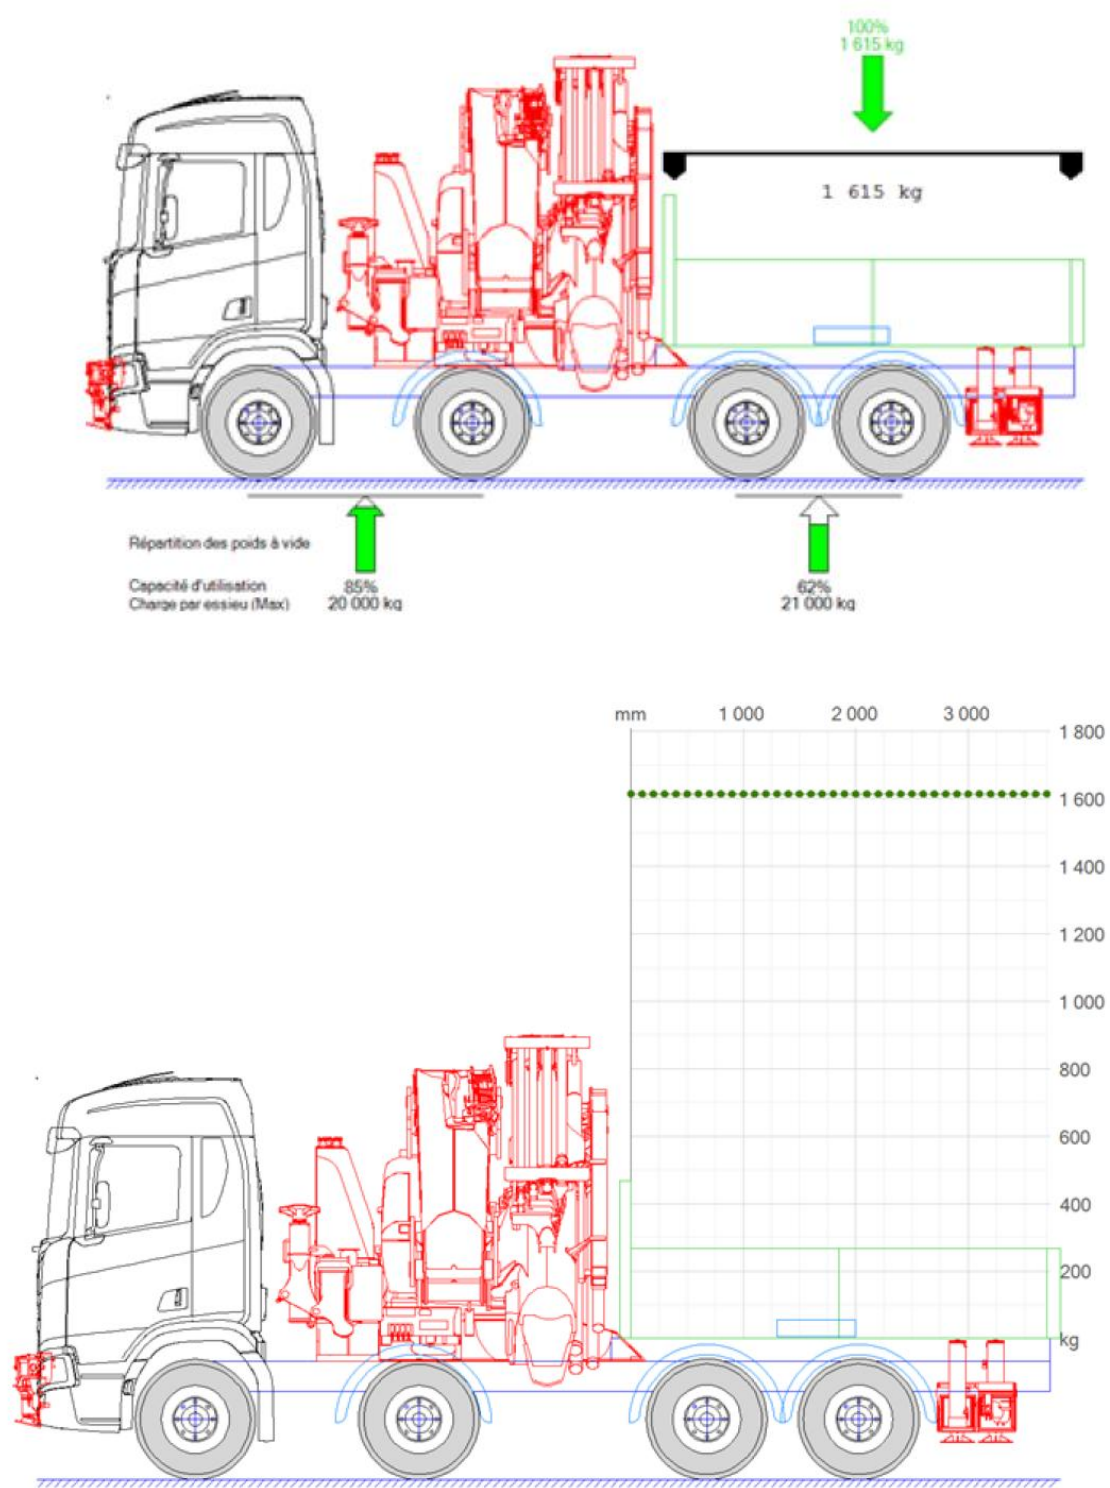 100%
1 615 kg
1 615 kg
Répartition des poids à vide
Capacité d'utilisation 85% 62%
Charge par essieu (Max) 20 000 kg 21 000 kg
mm 1 000 2 000 3 000
1 800
1 600
1 400
1 200
1 000
800
600
400
200
kg